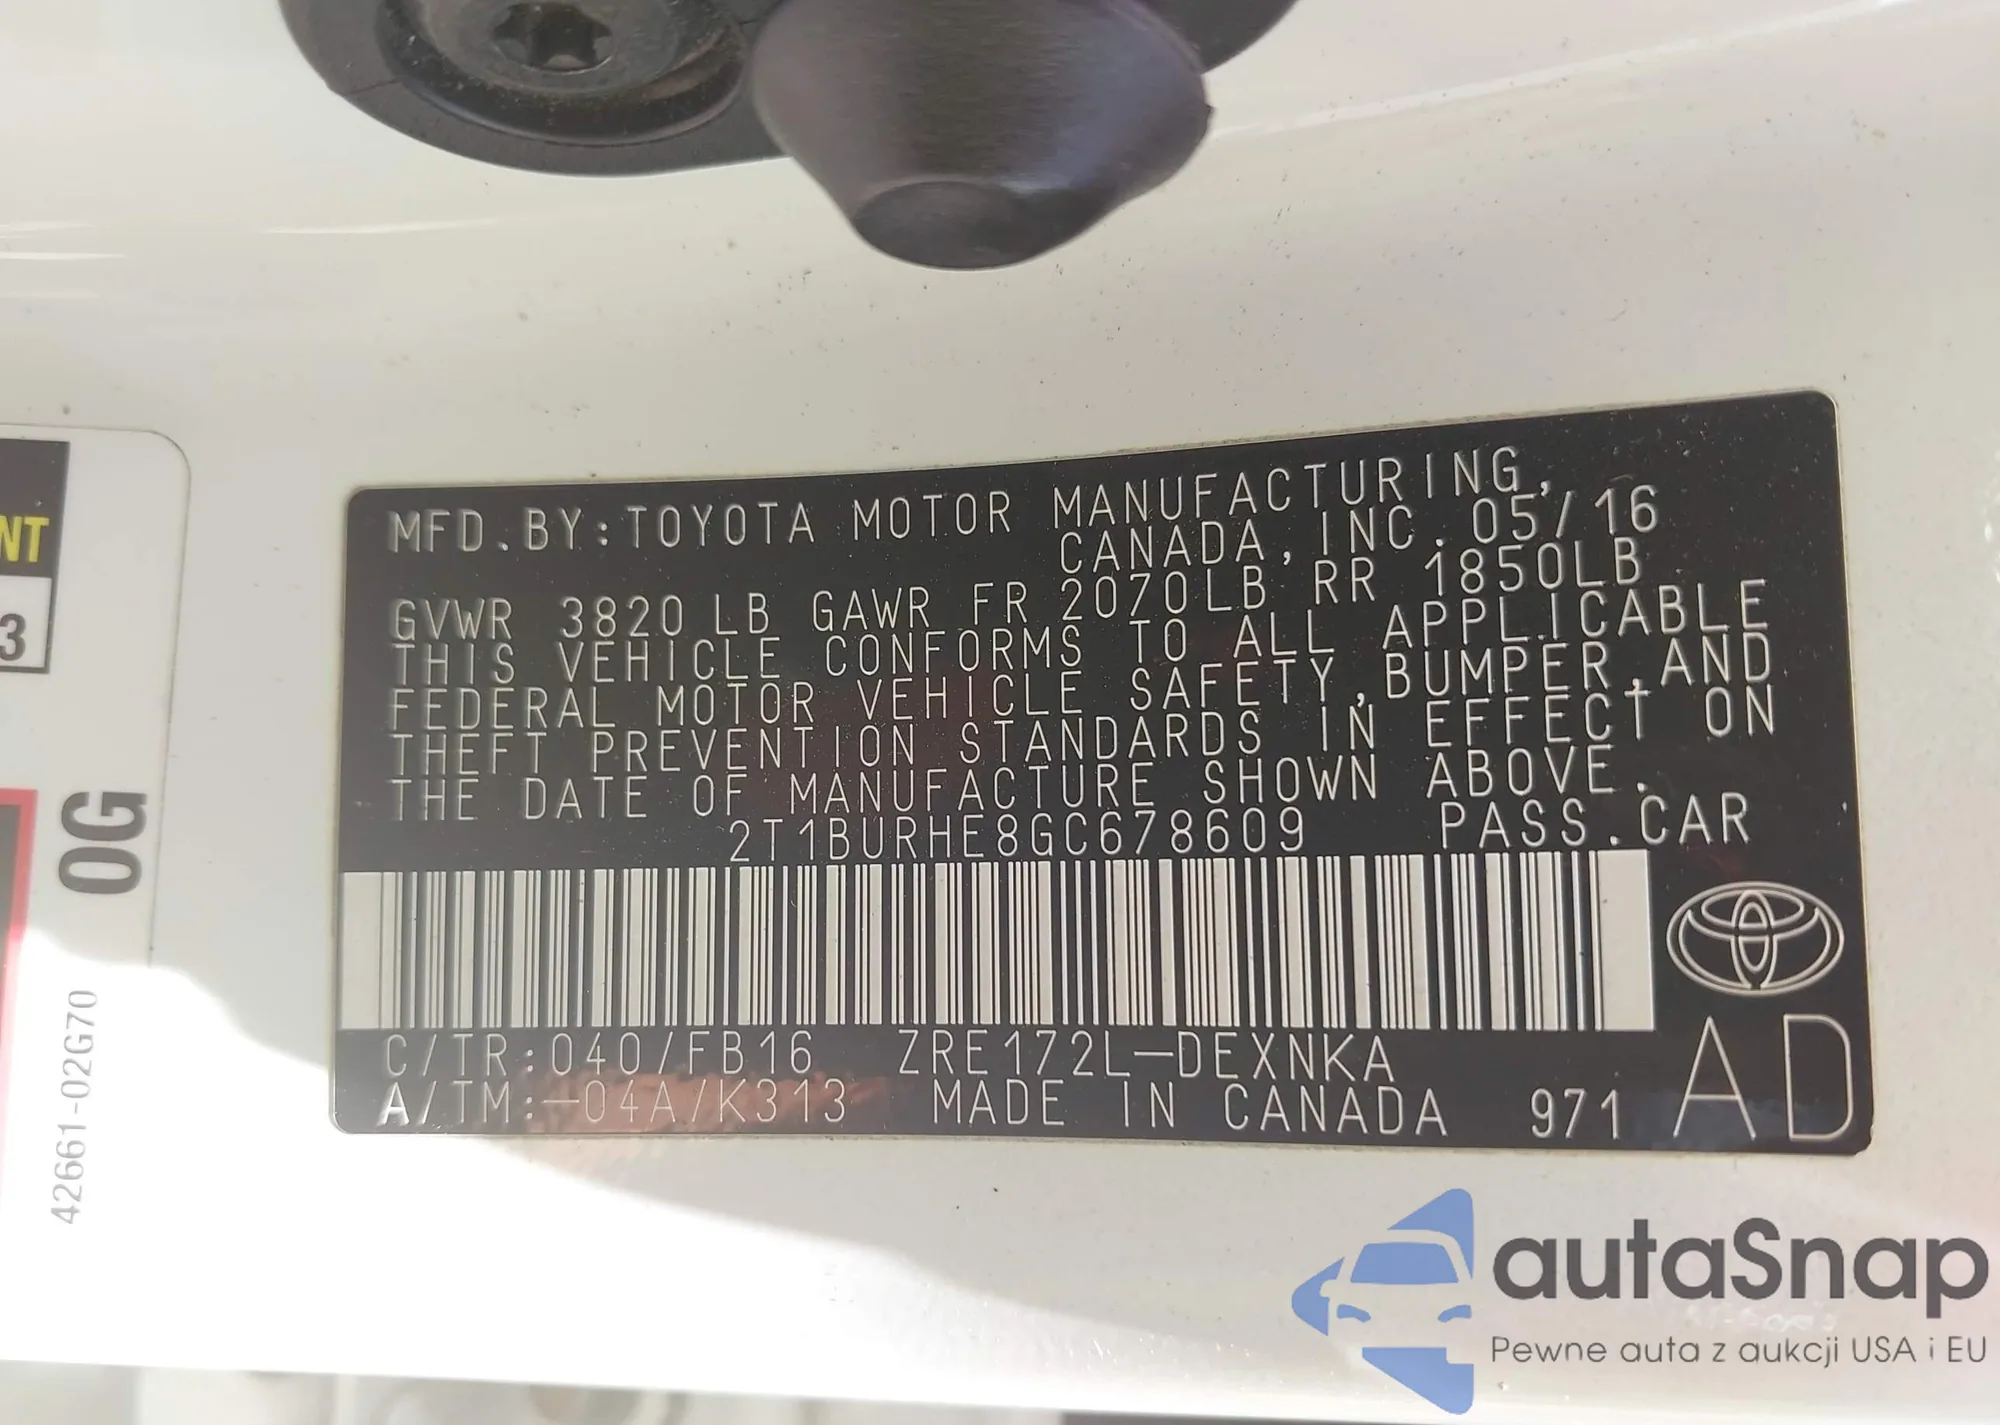 MFD.BY:TOYOTA MOTOR MANUFACTURING,
CANADA,INC. 05/16
GVWR 3820LB GAWR FR 2070LB RR 1850LB
THIS VEHICLE CONFORMS TO ALL APPLICABLE
FEDERAL MOTOR VEHICLE SAFETY,BUMPER,AND
THEFT PREVENTION STANDARDS IN EFFECT ON
THE DATE OF MANUFACTURE SHOWN ABOVE.
2T1BURHE8GC678609 PASS.CAR
C/TR:040/FB16 ZRE172L-DEXNKA
A/TM:-04A/K313 MADE IN CANADA 971 AD
NT
3
0G
42661-02G70
autaSnap
Pewne auta z aukcji USA i EU